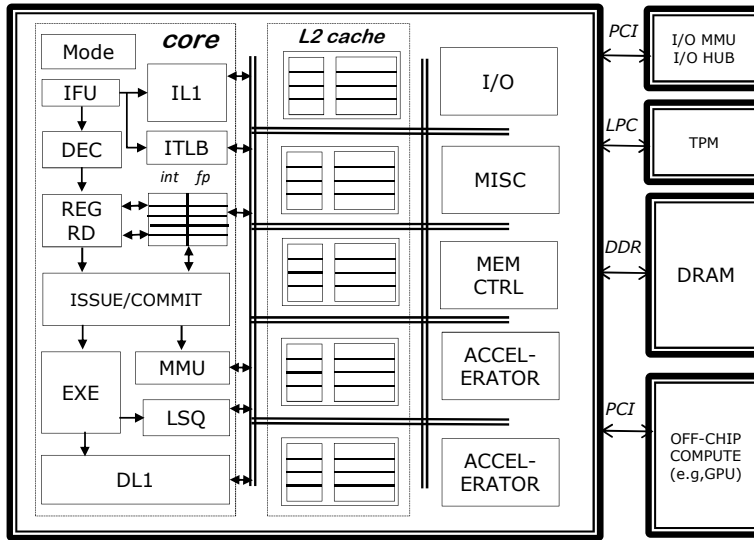 core
Mode
IFU
IL1
DEC
ITLB
int fp
REG
RD
ISSUE/COMMIT
MMU
EXE
LSQ
DL1
L2 cache
I/O
MISC
MEM
CTRL
ACCEL-
ERATOR
ACCEL-
ERATOR
PCI
I/O MMU
I/O HUB
LPC
TPM
DDR
DRAM
PCI
OFF-CHIP
COMPUTE
(e.g,GPU)